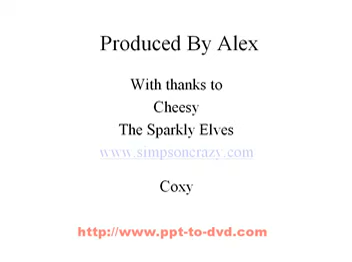 Produced By Alex
With thanks to
Cheesy
The Sparkly Elves
www.simpsoncrazy.com
Coxy
http://www.ppt-to-dvd.com